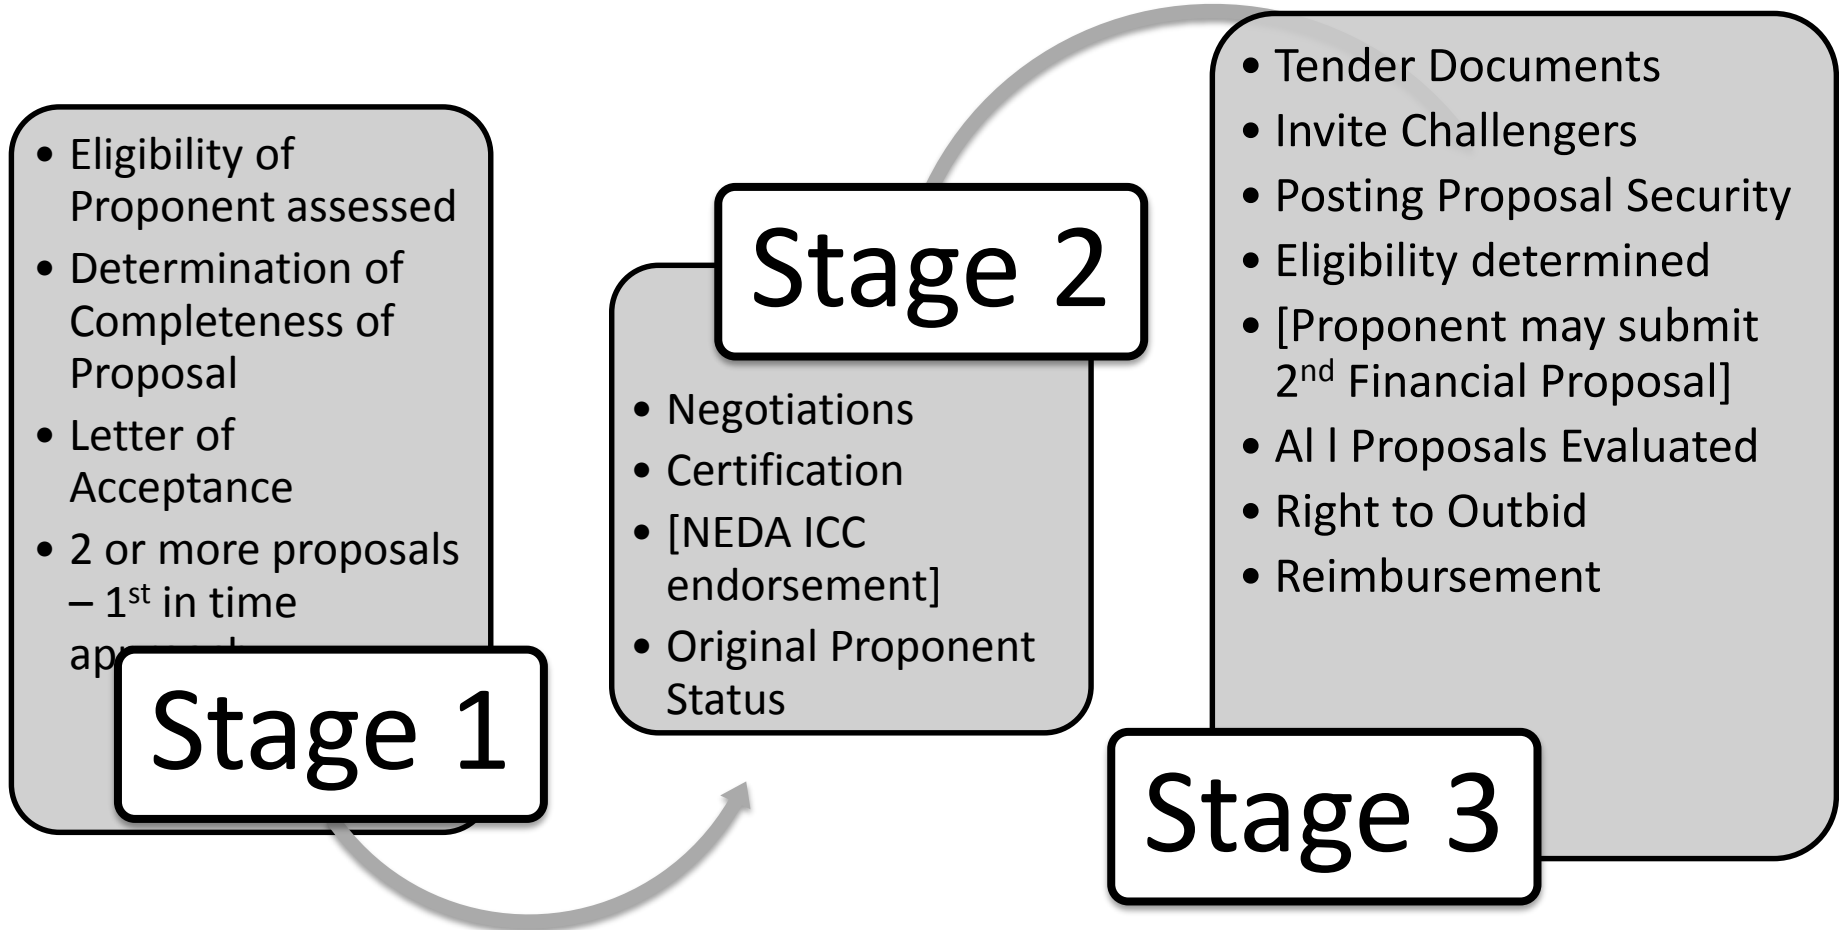 • Eligibility of
Proponent assessed
• Determination of
Completeness of
Proposal
• Letter of
Acceptance
• 2 or more proposals
– 1st in time
Stage 1
Stage 2
• Negotiations
• Certification
• [NEDA ICC
endorsement]
• Original Proponent
Status
• Tender Documents
• Invite Challengers
• Posting Proposal Security
• Eligibility determined
• [Proponent may submit
2nd Financial Proposal]
• Al l Proposals Evaluated
• Right to Outbid
• Reimbursement
Stage 3